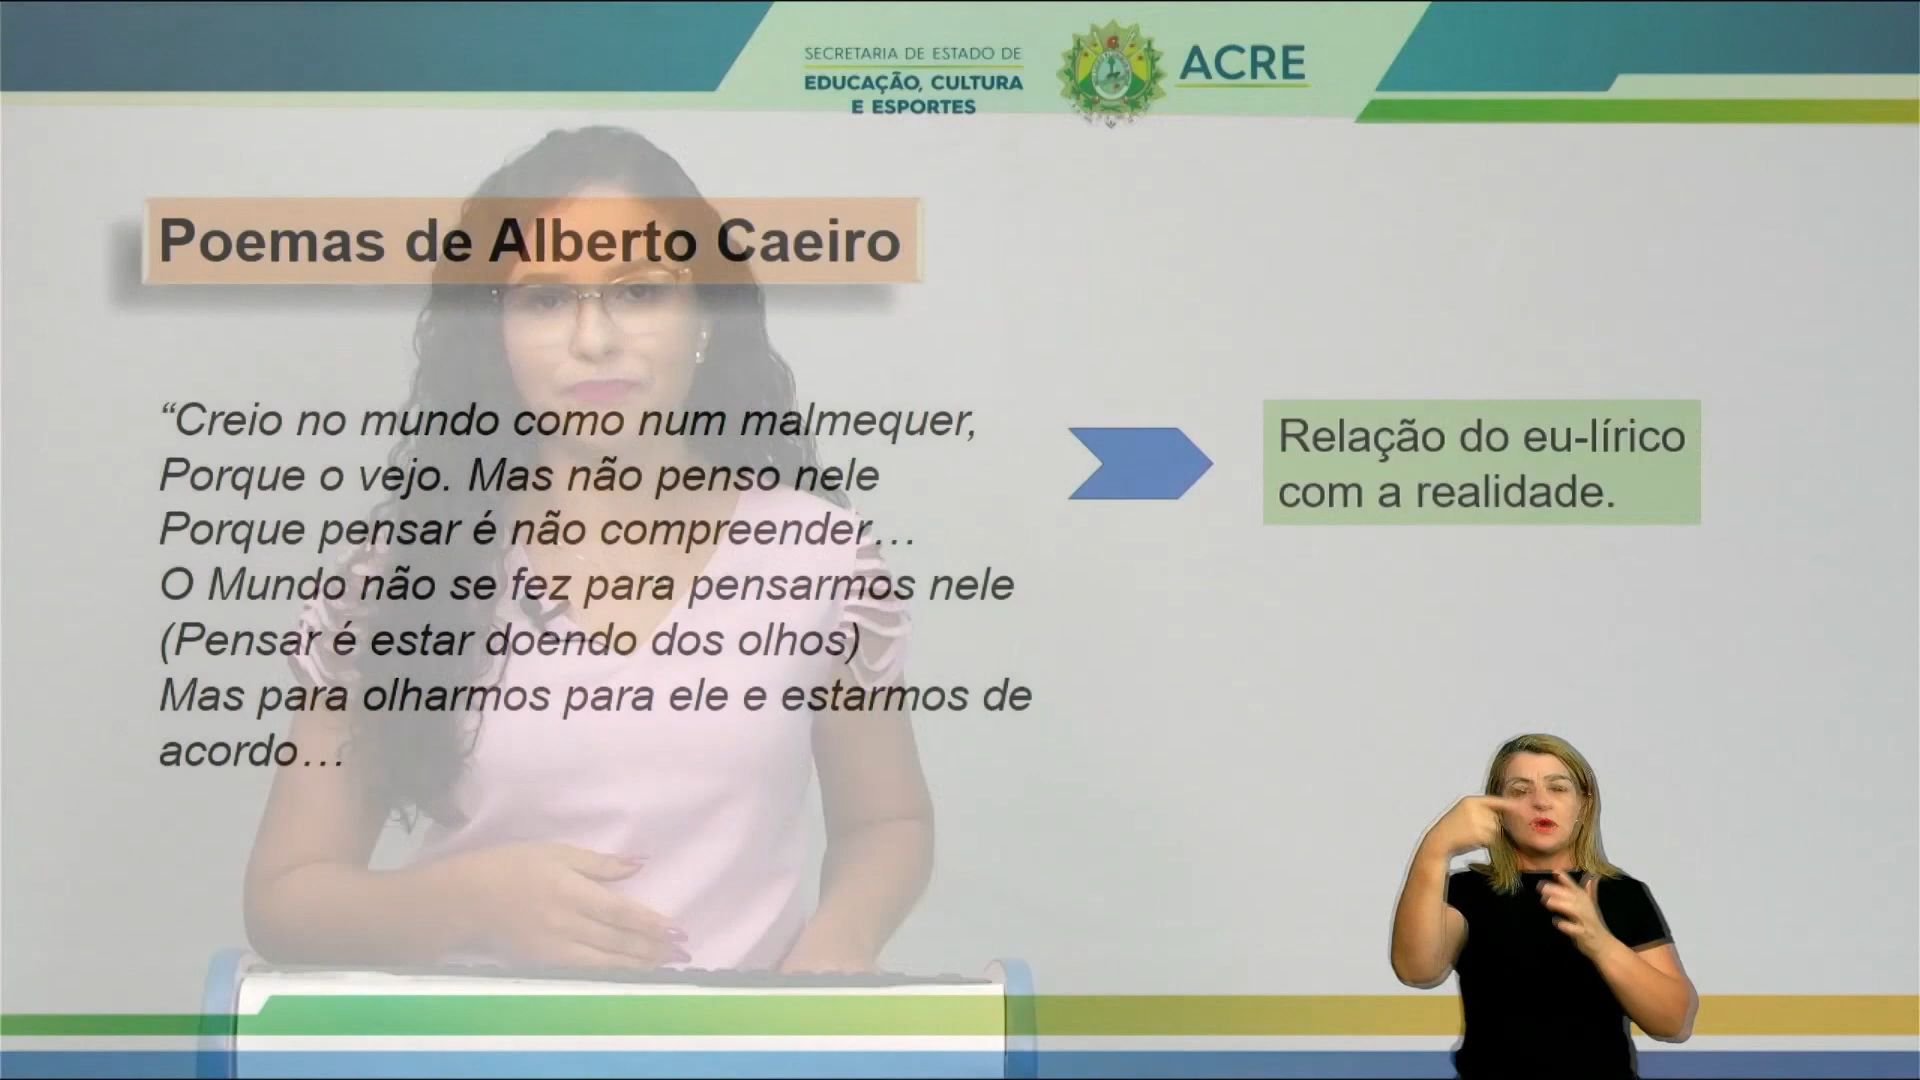 SECRETARIA DE ESTADO DE
EDUCAÇÃO, CULTURA
E ESPORTES
ACRE
Poemas de Alberto Caeiro
“Creio no mundo como num malmequer,
Porque o vejo. Mas não penso nele
Porque pensar é não compreender…
O Mundo não se fez para pensarmos nele
(Pensar é estar doendo dos olhos)
Mas para olharmos para ele e estarmos de
acordo…
Relação do eu-lírico
com a realidade.